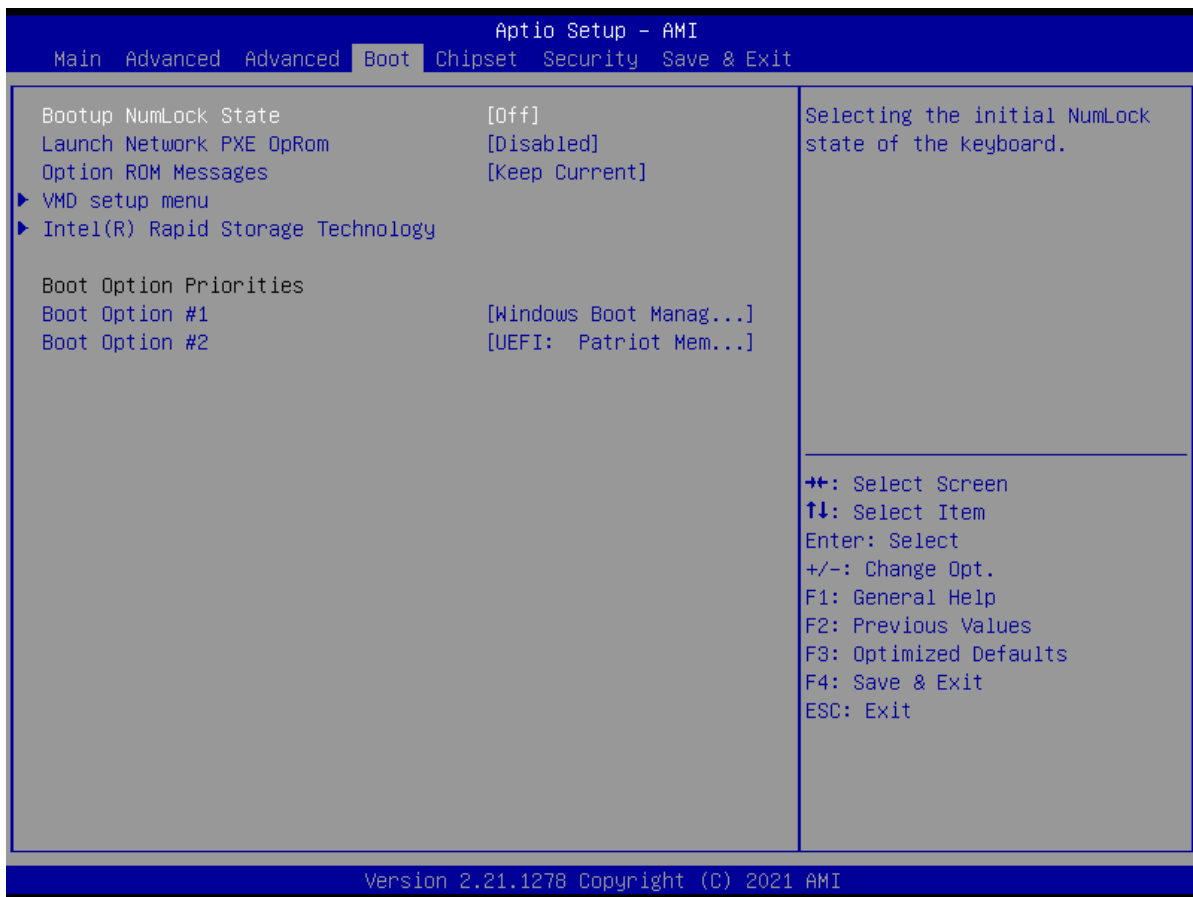 Aptio Setup – AMI
Main Advanced Advanced Boot Chipset Security Save & Exit
Bootup NumLock State [Off]
Launch Network PXE OpRom [Disabled]
Option ROM Messages [Keep Current]
VMD setup menu
Intel(R) Rapid Storage Technology
Boot Option Priorities
Boot Option #1 [Windows Boot Manag...]
Boot Option #2 [UEFI: Patriot Mem...]
Selecting the initial NumLock
state of the keyboard.
→←: Select Screen
↑↓: Select Item
Enter: Select
+/-: Change Opt.
F1: General Help
F2: Previous Values
F3: Optimized Defaults
F4: Save & Exit
ESC: Exit
Version 2.21.1278 Copyright (C) 2021 AMI